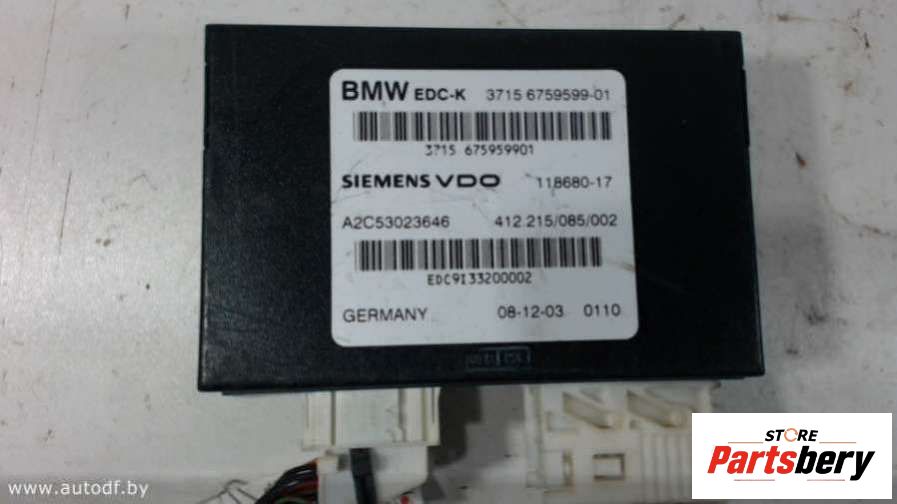 BMW EDC-K 3715 6759599-01
3715 675959901
SIEMENS VDO 118680-17
A2C53023646 412.215/085/002
EDC9I33200002
GERMANY 08-12-03 0110
STORE
Partsbery
www.autodf.by